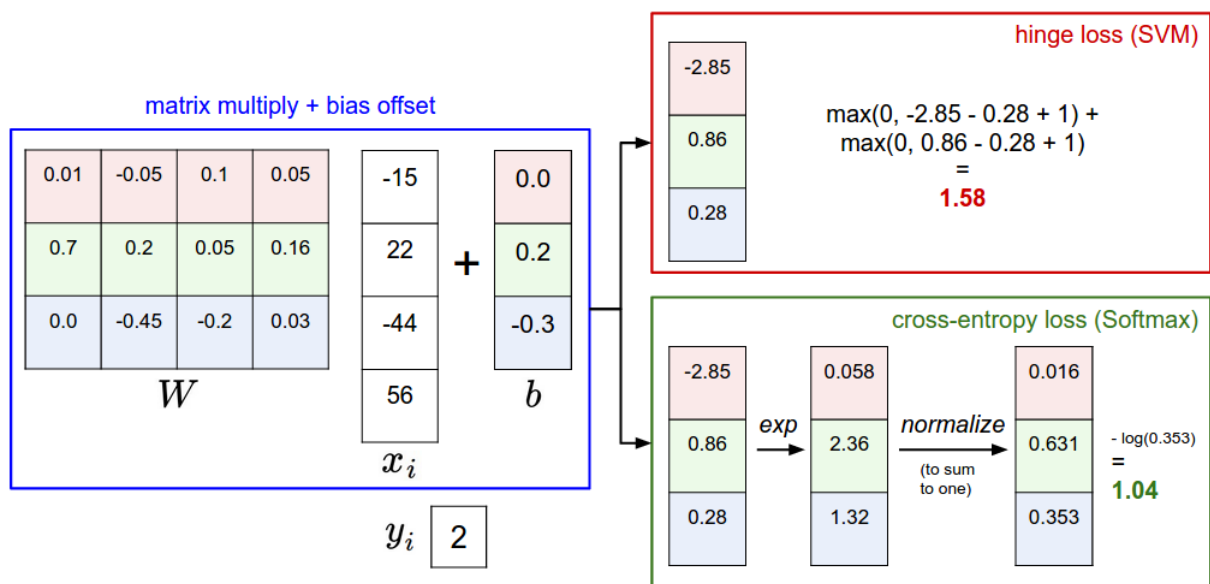 matrix multiply + bias offset
0.01 -0.05 0.1 0.05
0.7 0.2 0.05 0.16
0.0 -0.45 -0.2 0.03
W
-15
22
-44
56
x_i
+
0.0
0.2
-0.3
b
y_i 2
hinge loss (SVM)
-2.85
0.86
0.28
max(0, -2.85 - 0.28 + 1) +
max(0, 0.86 - 0.28 + 1)
=
1.58
cross-entropy loss (Softmax)
-2.85
0.86
0.28
exp
0.058
2.36
1.32
normalize
(to sum
to one)
0.016
0.631
0.353
- log(0.353)
=
1.04